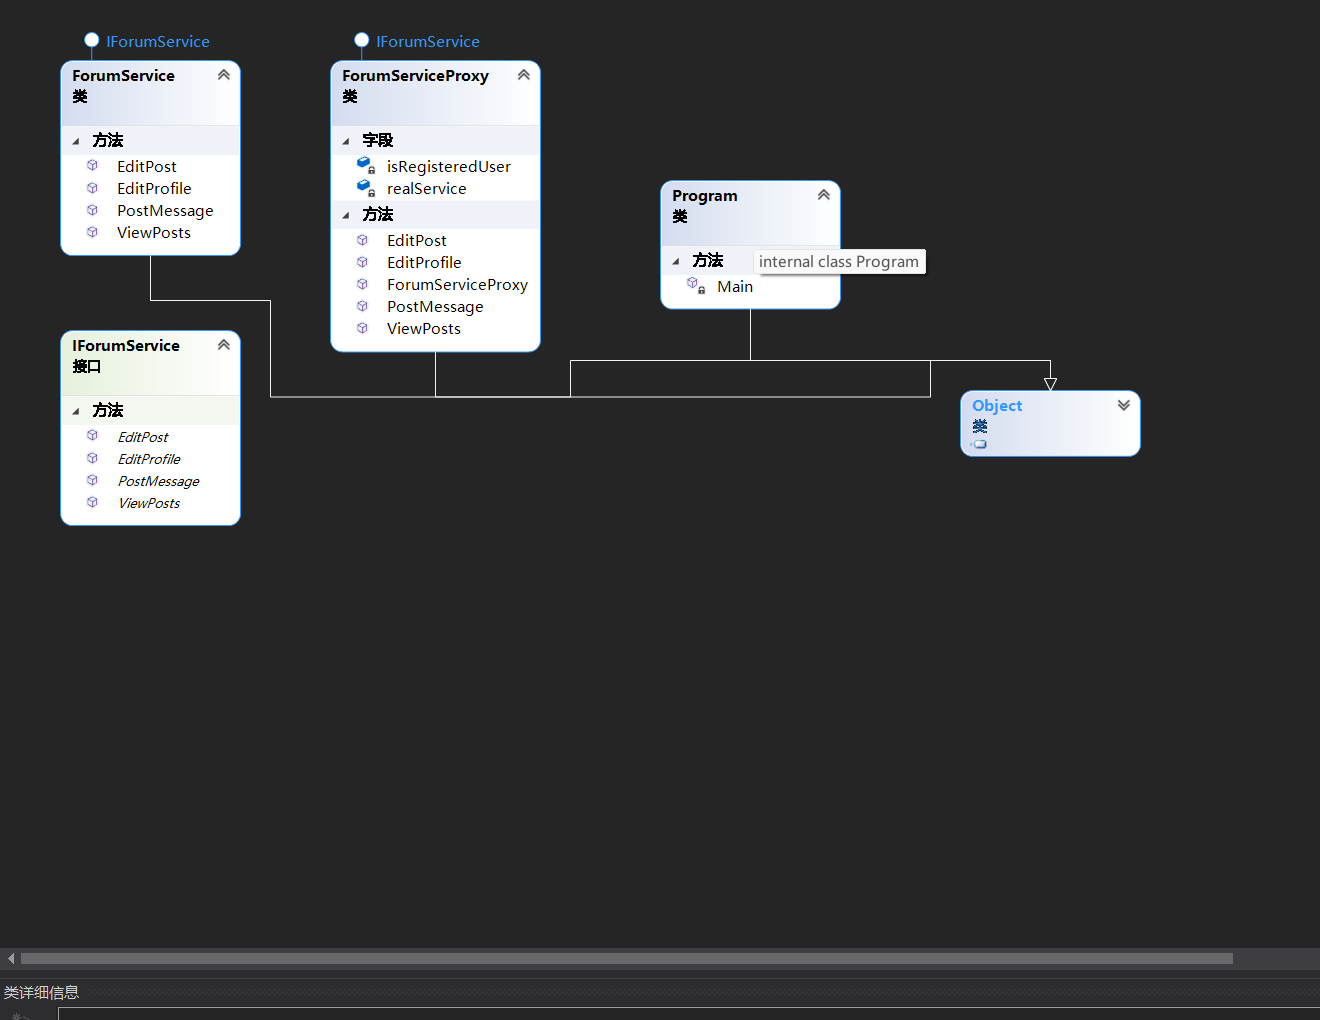 IForumService
ForumService
类
方法
EditPost
EditProfile
PostMessage
ViewPosts
IForumService
ForumServiceProxy
类
字段
isRegisteredUser
realService
方法
EditPost
EditProfile
ForumServiceProxy
PostMessage
ViewPosts
Program
类
方法
internal class Program
Main
IForumService
接口
方法
EditPost
EditProfile
PostMessage
ViewPosts
Object
类
类详细信息